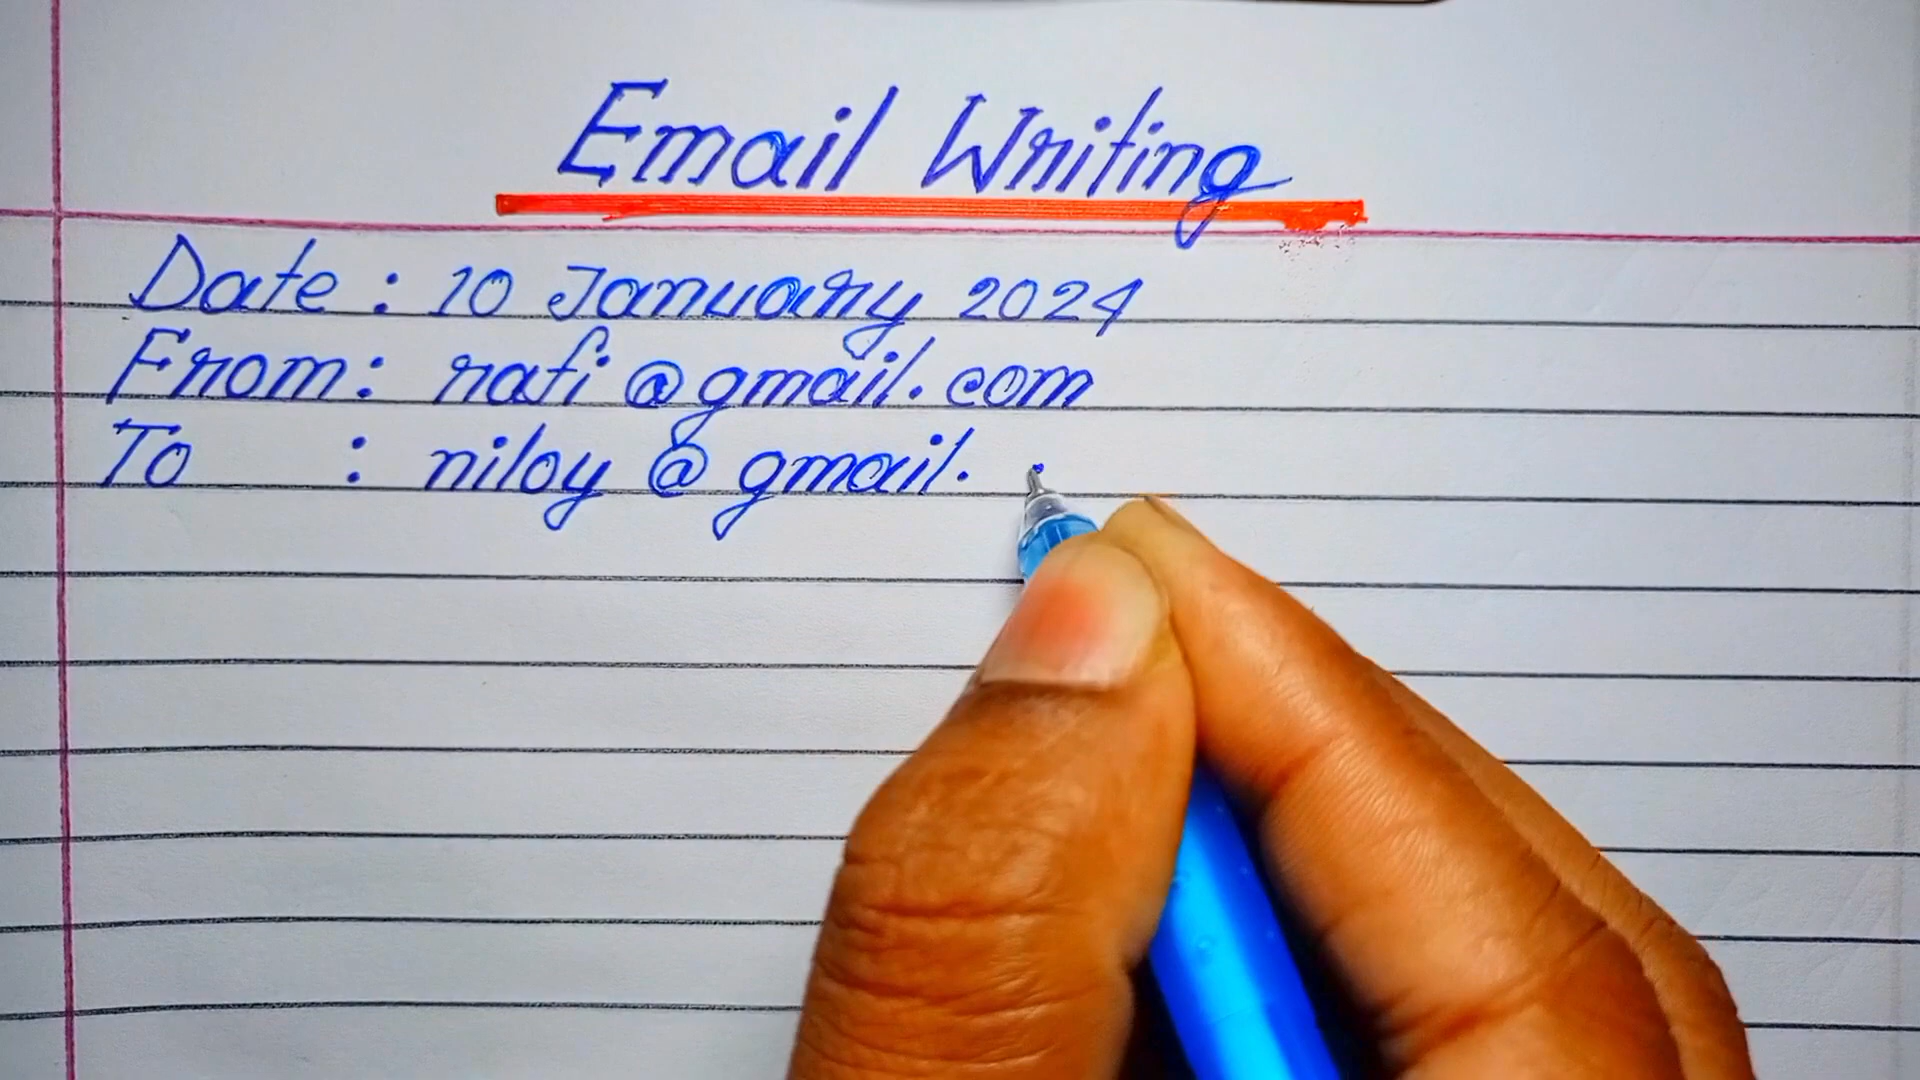 Email Writing
Date : 10 January 2024
From : rafi @gmail.com
To : niloy @ gmail.